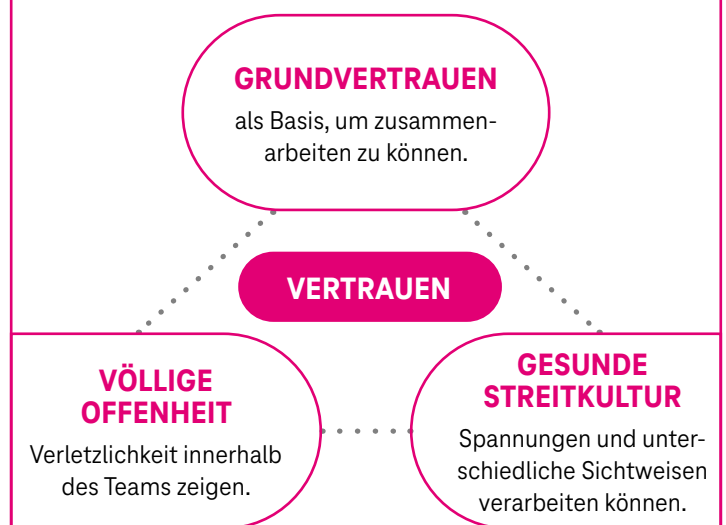 GRUNDVERTRAUEN
als Basis, um zusammen-
arbeiten zu können.
VERTRAUEN
VÖLLIGE
OFFENHEIT
Verletzlichkeit innerhalb
des Teams zeigen.
GESUNDE
STREITKULTUR
Spannungen und unter-
schiedliche Sichtweisen
verarbeiten können.